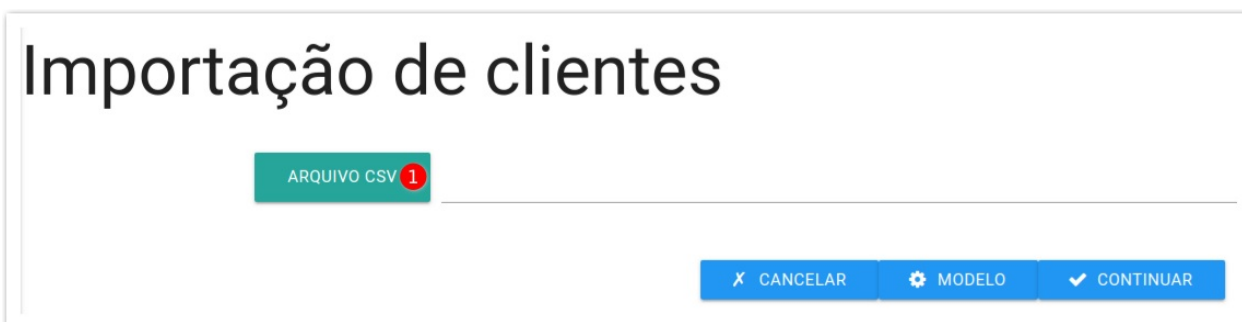 Importação de clientes
ARQUIVO CSV 1
CANCELAR MODELO CONTINUAR